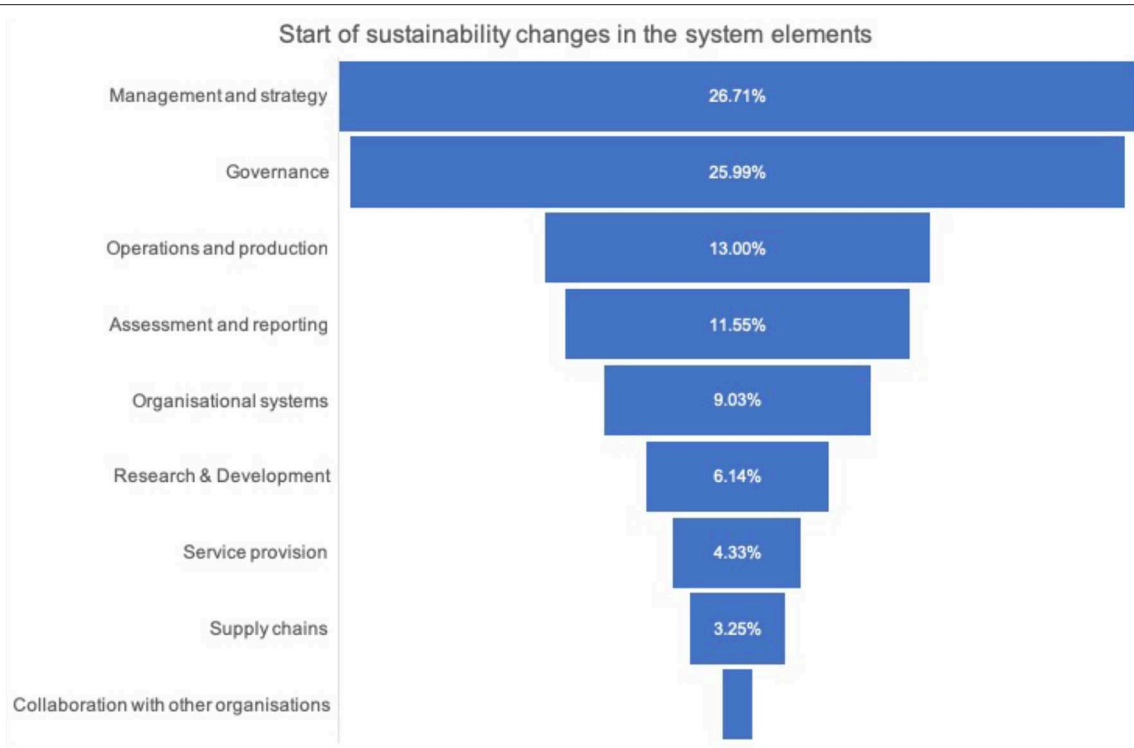 Start of sustainability changes in the system elements
Management and strategy 26.71%
Governance 25.99%
Operations and production 13.00%
Assessment and reporting 11.55%
Organisational systems 9.03%
Research & Development 6.14%
Service provision 4.33%
Supply chains 3.25%
Collaboration with other organisations